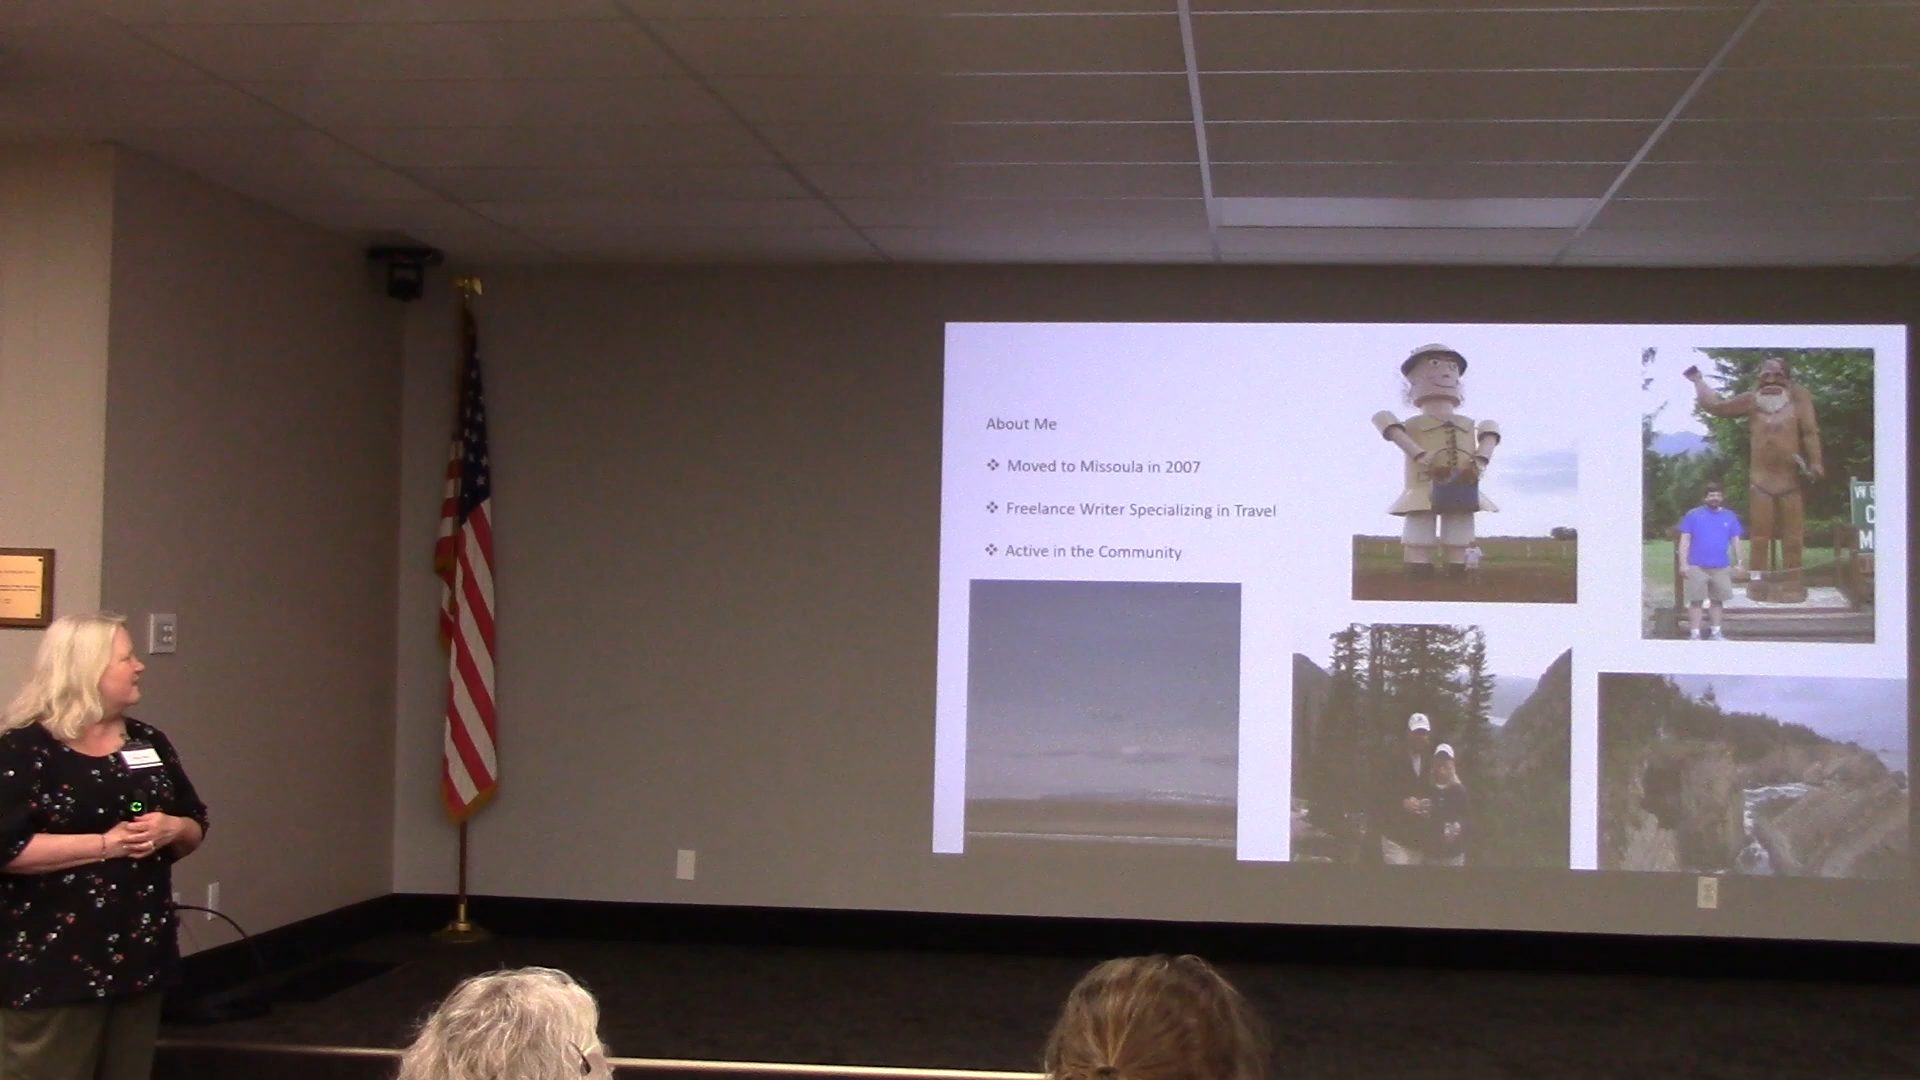 About Me
Moved to Missoula in 2007
Freelance Writer Specializing in Travel
Active in the Community